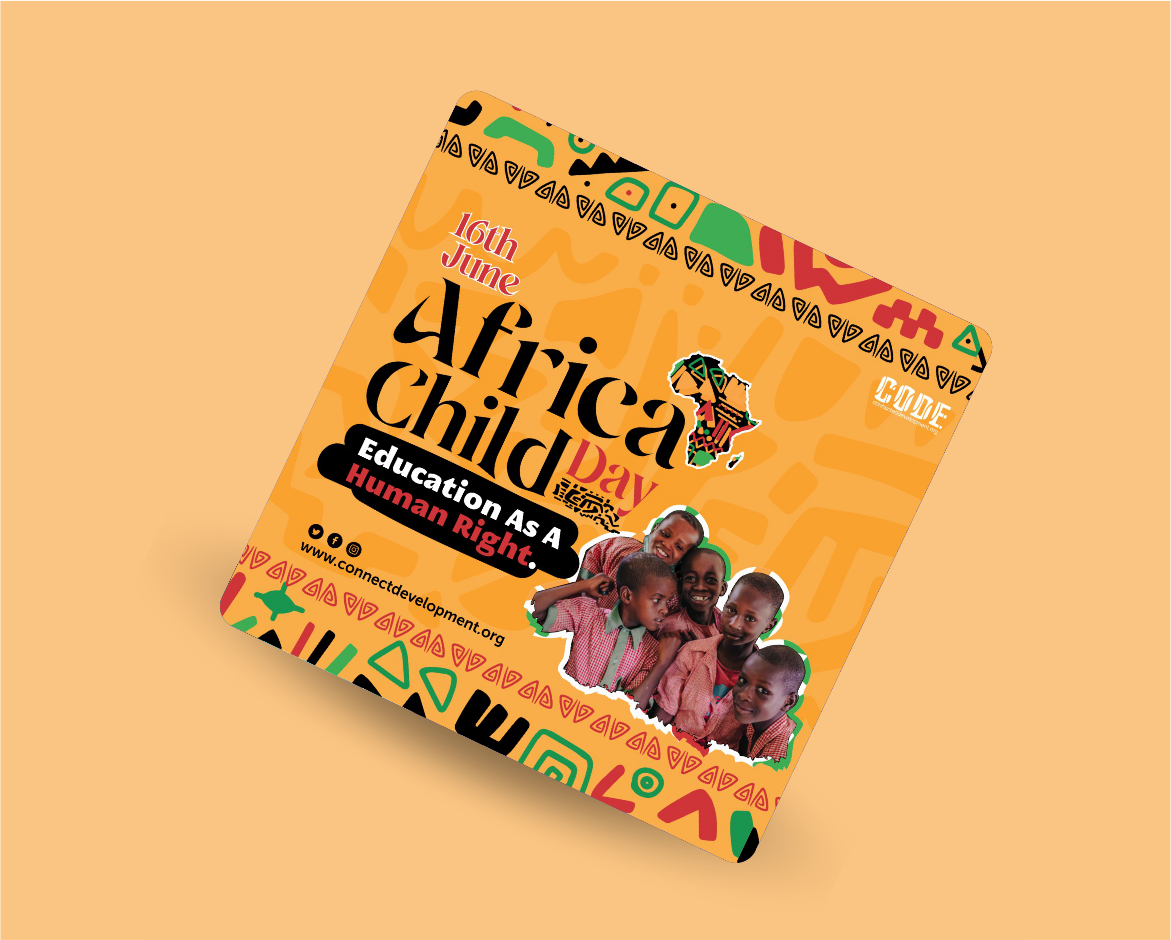 16th
June
Africa
Child
Day
Education As A
Human Right.
www.connectdevelopment.org
CODE